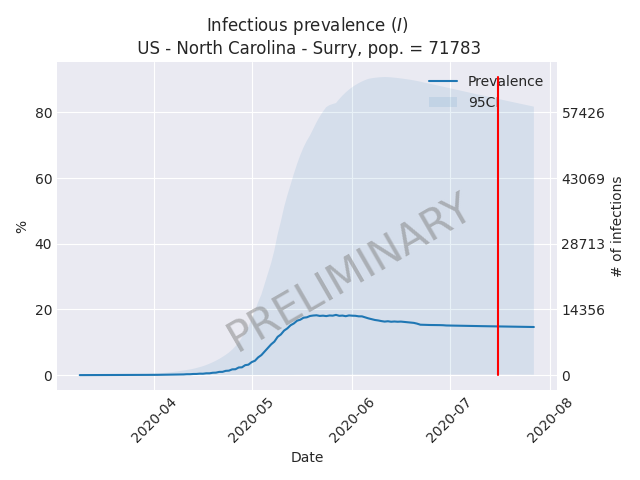 Infectious prevalence (I)
US - North Carolina - Surry, pop. = 71783
Prevalence
95CI
80
60
40
20
0
%
57426
43069
28713
14356
0
# of infections
PRELIMINARY
2020-04
2020-05
2020-06
2020-07
2020-08
Date